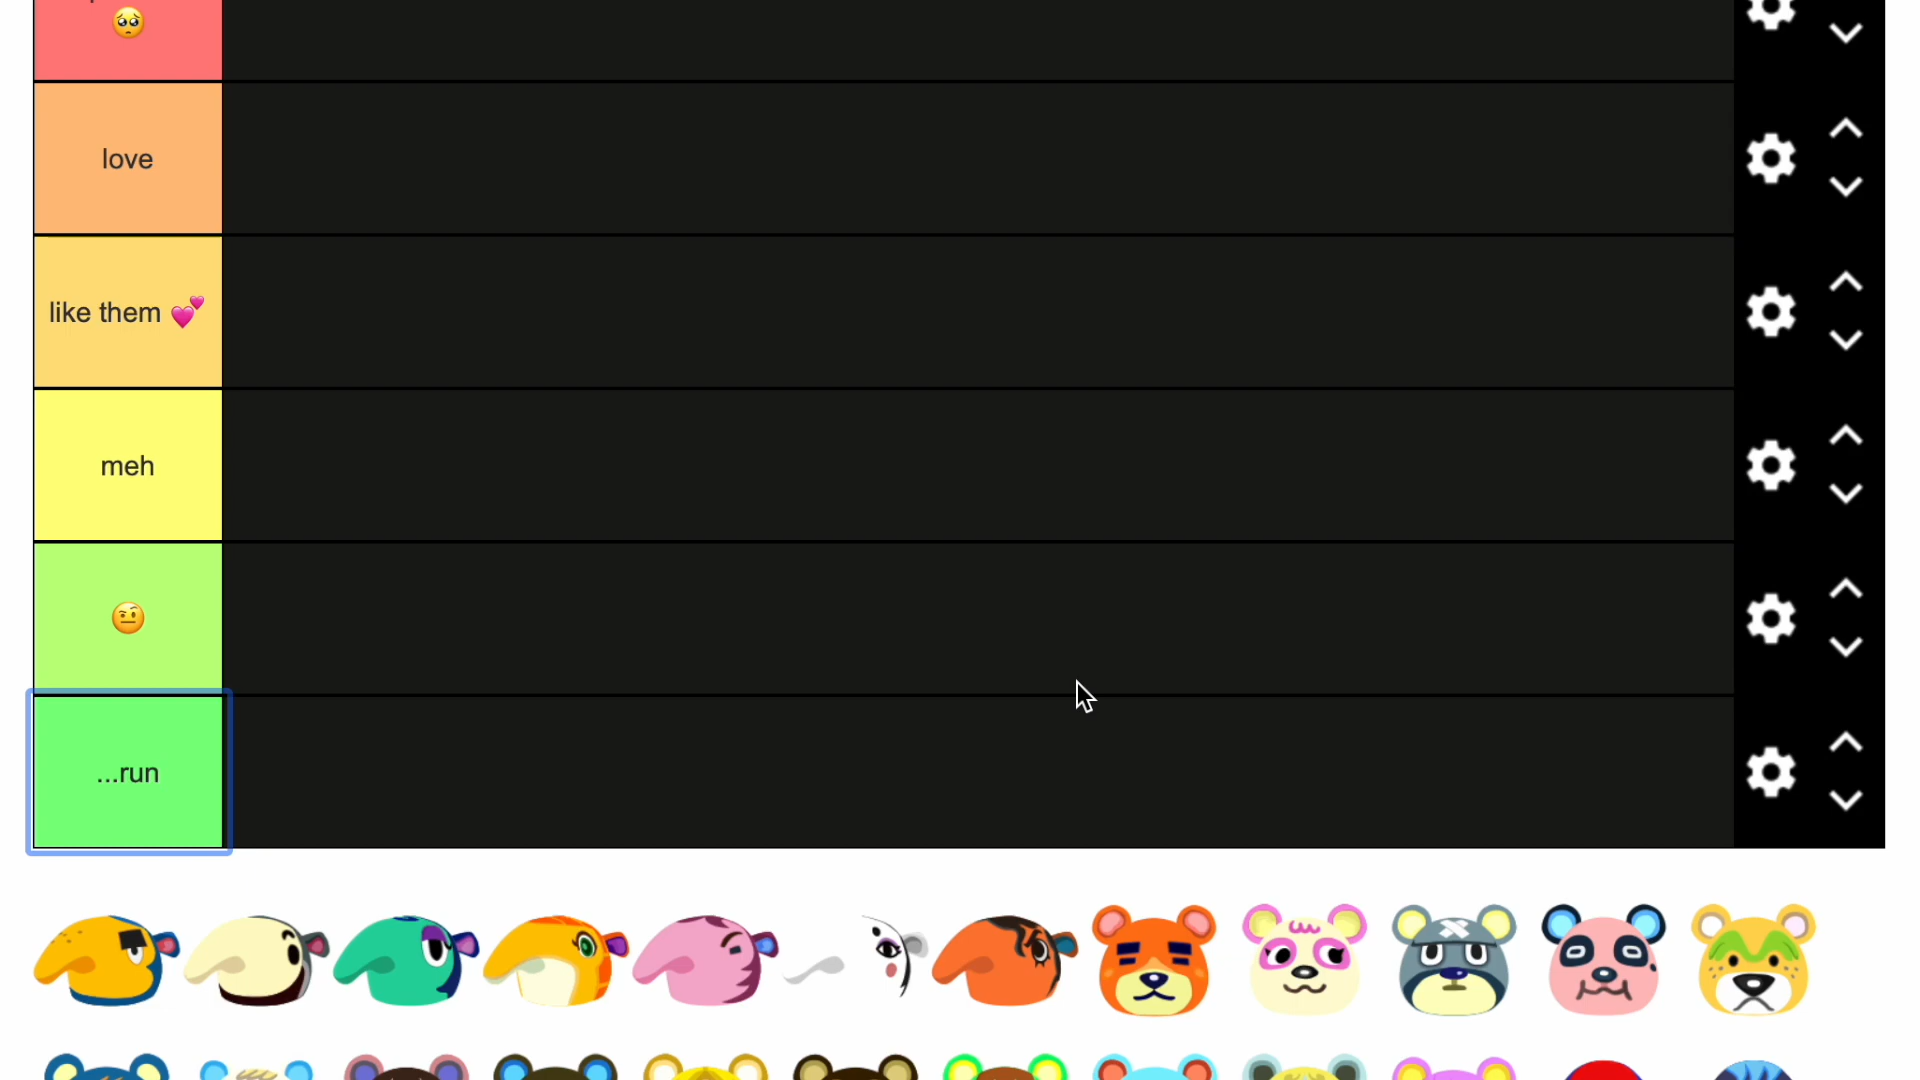 🥺
love
like them 💕
meh
🤨
...run